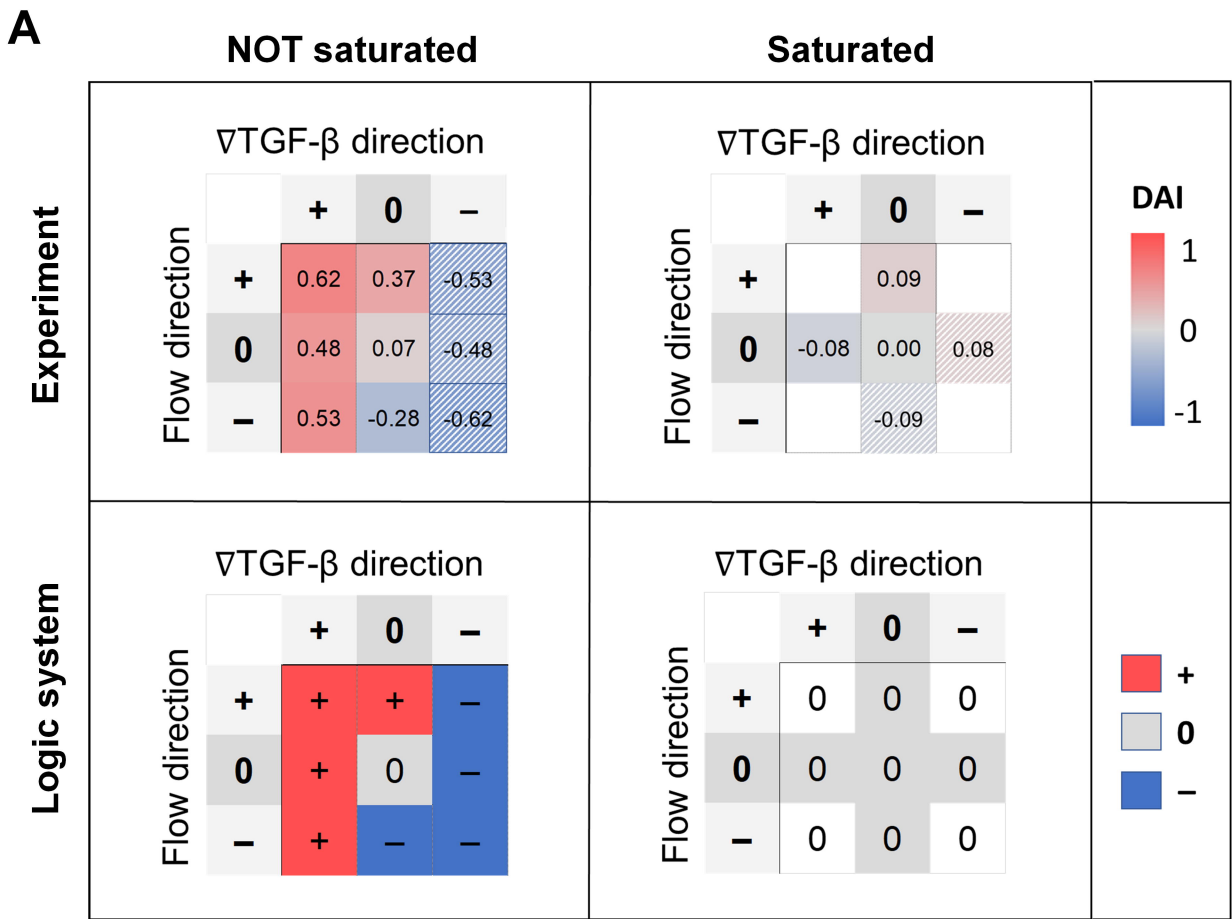 A
NOT saturated
Saturated
Experiment
∇TGF-β direction
Flow direction
+ 0 −
+ 0.62 0.37 -0.53
0 0.48 0.07 -0.48
− 0.53 -0.28 -0.62
∇TGF-β direction
Flow direction
+ 0 −
+ 0.09
0 -0.08 0.00 0.08
− -0.09
DAI
1
0
-1
Logic system
∇TGF-β direction
Flow direction
+ 0 −
+ + + −
0 + 0 −
− + − −
∇TGF-β direction
Flow direction
+ 0 −
+ 0 0 0
0 0 0 0
− 0 0 0
+
0
−